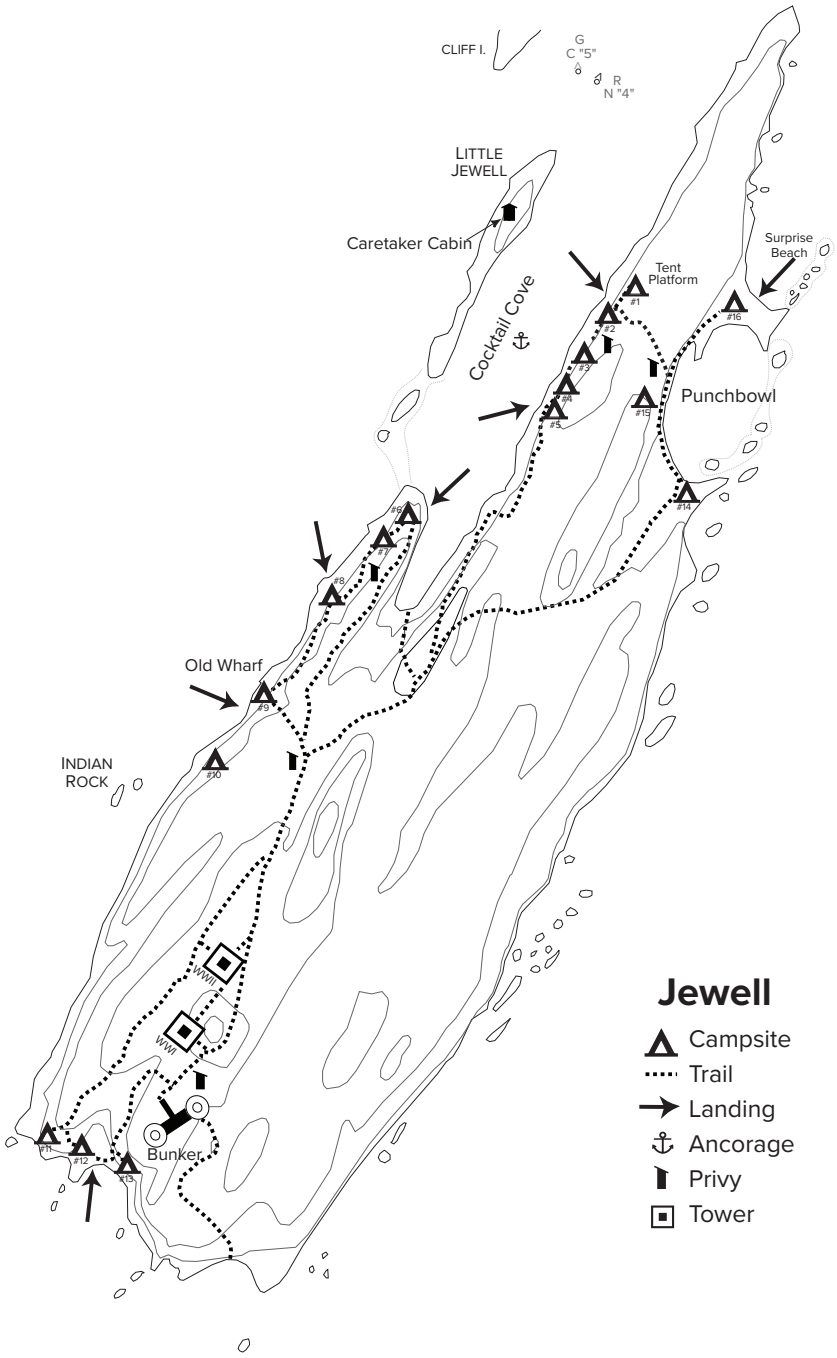 CLIFF I.
G
C "5"
R
N "4"
LITTLE
JEWELL
Caretaker Cabin
Surprise
Beach
Tent
Platform
#1
#16
Cocktail Cove
#2
#3
#4
#5
#15
Punchbowl
#14
#6
#7
#8
Old Wharf
#9
#10
INDIAN
ROCK
WWII
WWI
Bunker
#11
#12
#13
Jewell
Campsite
Trail
Landing
Ancorage
Privy
Tower